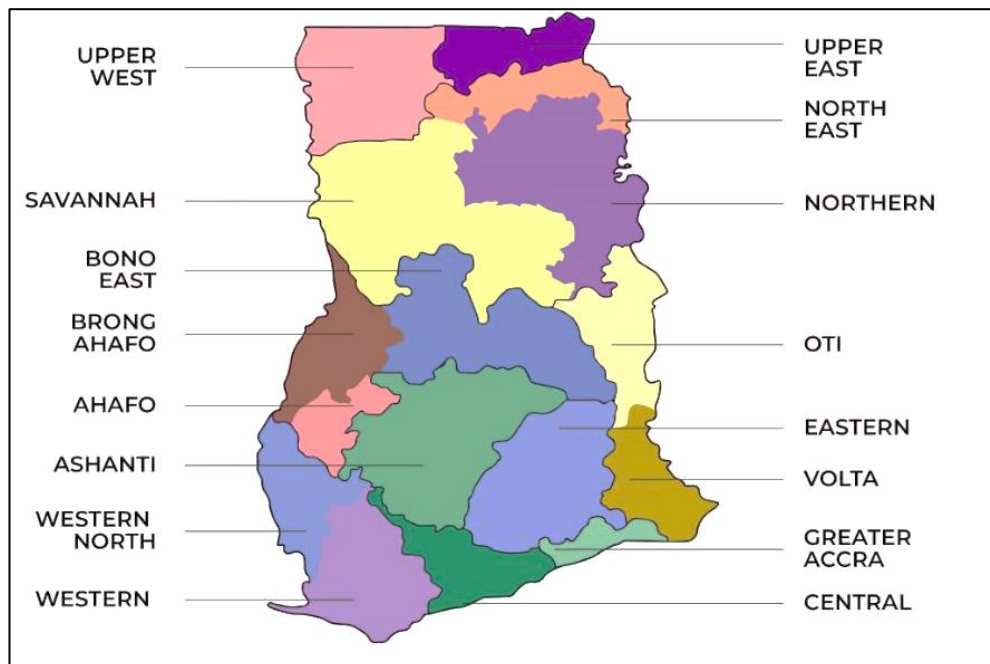 UPPER
WEST
SAVANNAH
BONO
EAST
BRONG
AHAFO
AHAFO
ASHANTI
WESTERN
NORTH
WESTERN
UPPER
EAST
NORTH
EAST
NORTHERN
OTI
EASTERN
VOLTA
GREATER
ACCRA
CENTRAL